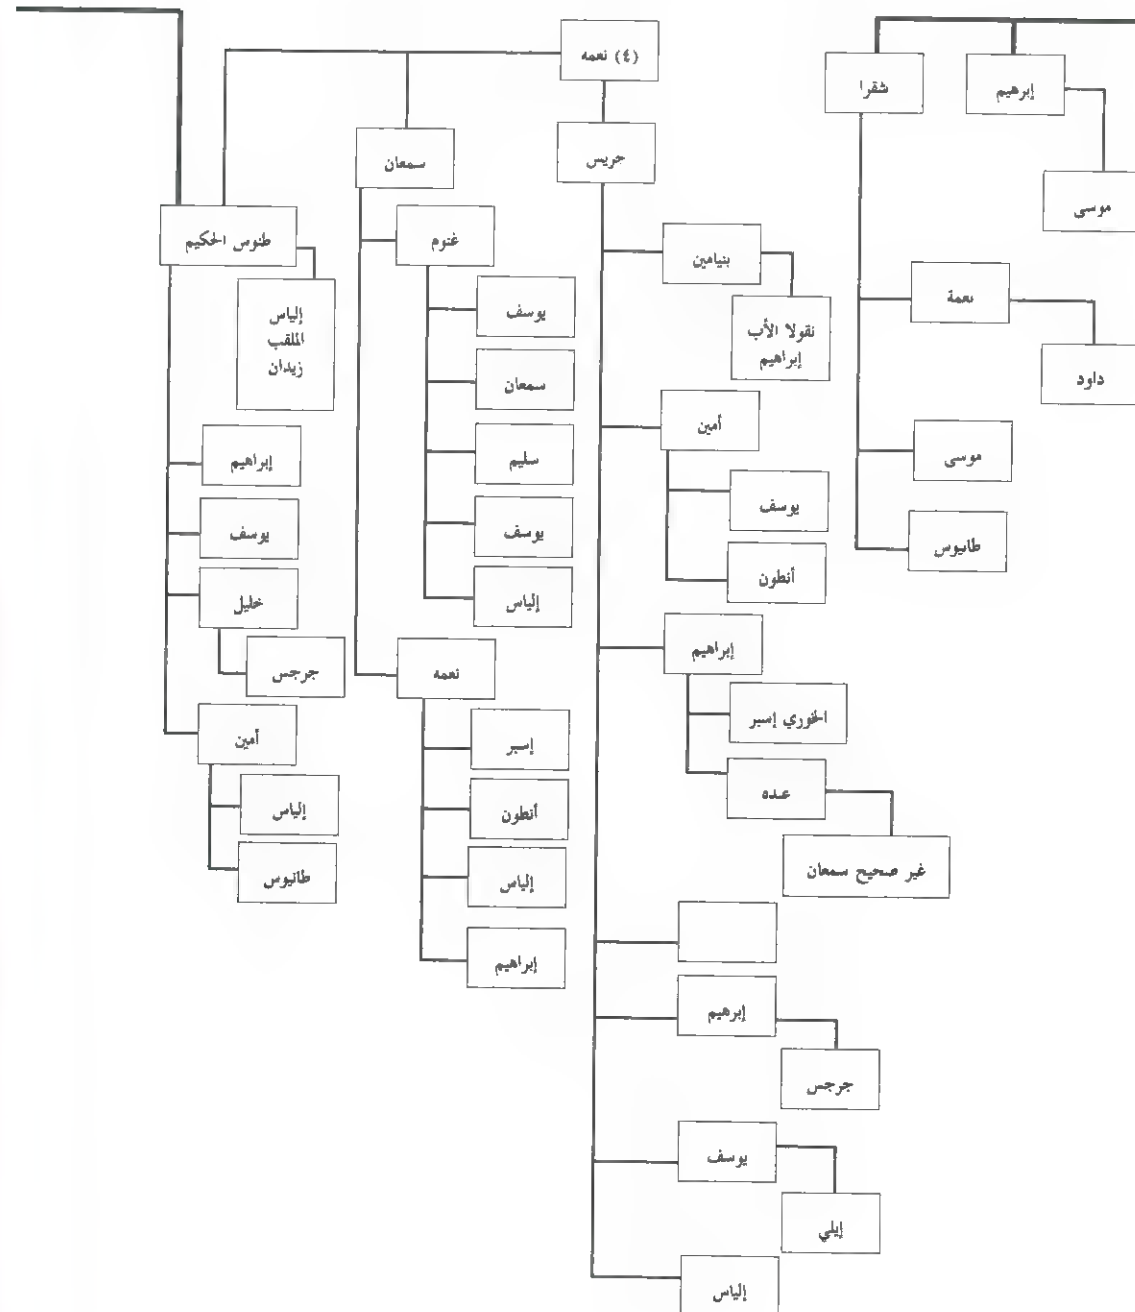 (٤) نعمه
شقرا
إبرهيم
موسى
نعمة
داود
موسى
طانيوس
جريس
بنيامين
نقولا الأب
إبراهيم
أمين
يوسف
أنطون
إبراهيم
الخوري إسبر
عبده
غير صحيح سمعان
إبرهيم
جرجس
يوسف
إيلي
إلياس
سمعان
غنوم
يوسف
سمعان
سليم
يوسف
إلياس
نعمه
إسبر
أنطون
إلياس
إبراهيم
طنوس الحكيم
إلياس
الملقب
زيدان
إبراهيم
يوسف
خليل
جرجس
أمين
إلياس
طانيوس